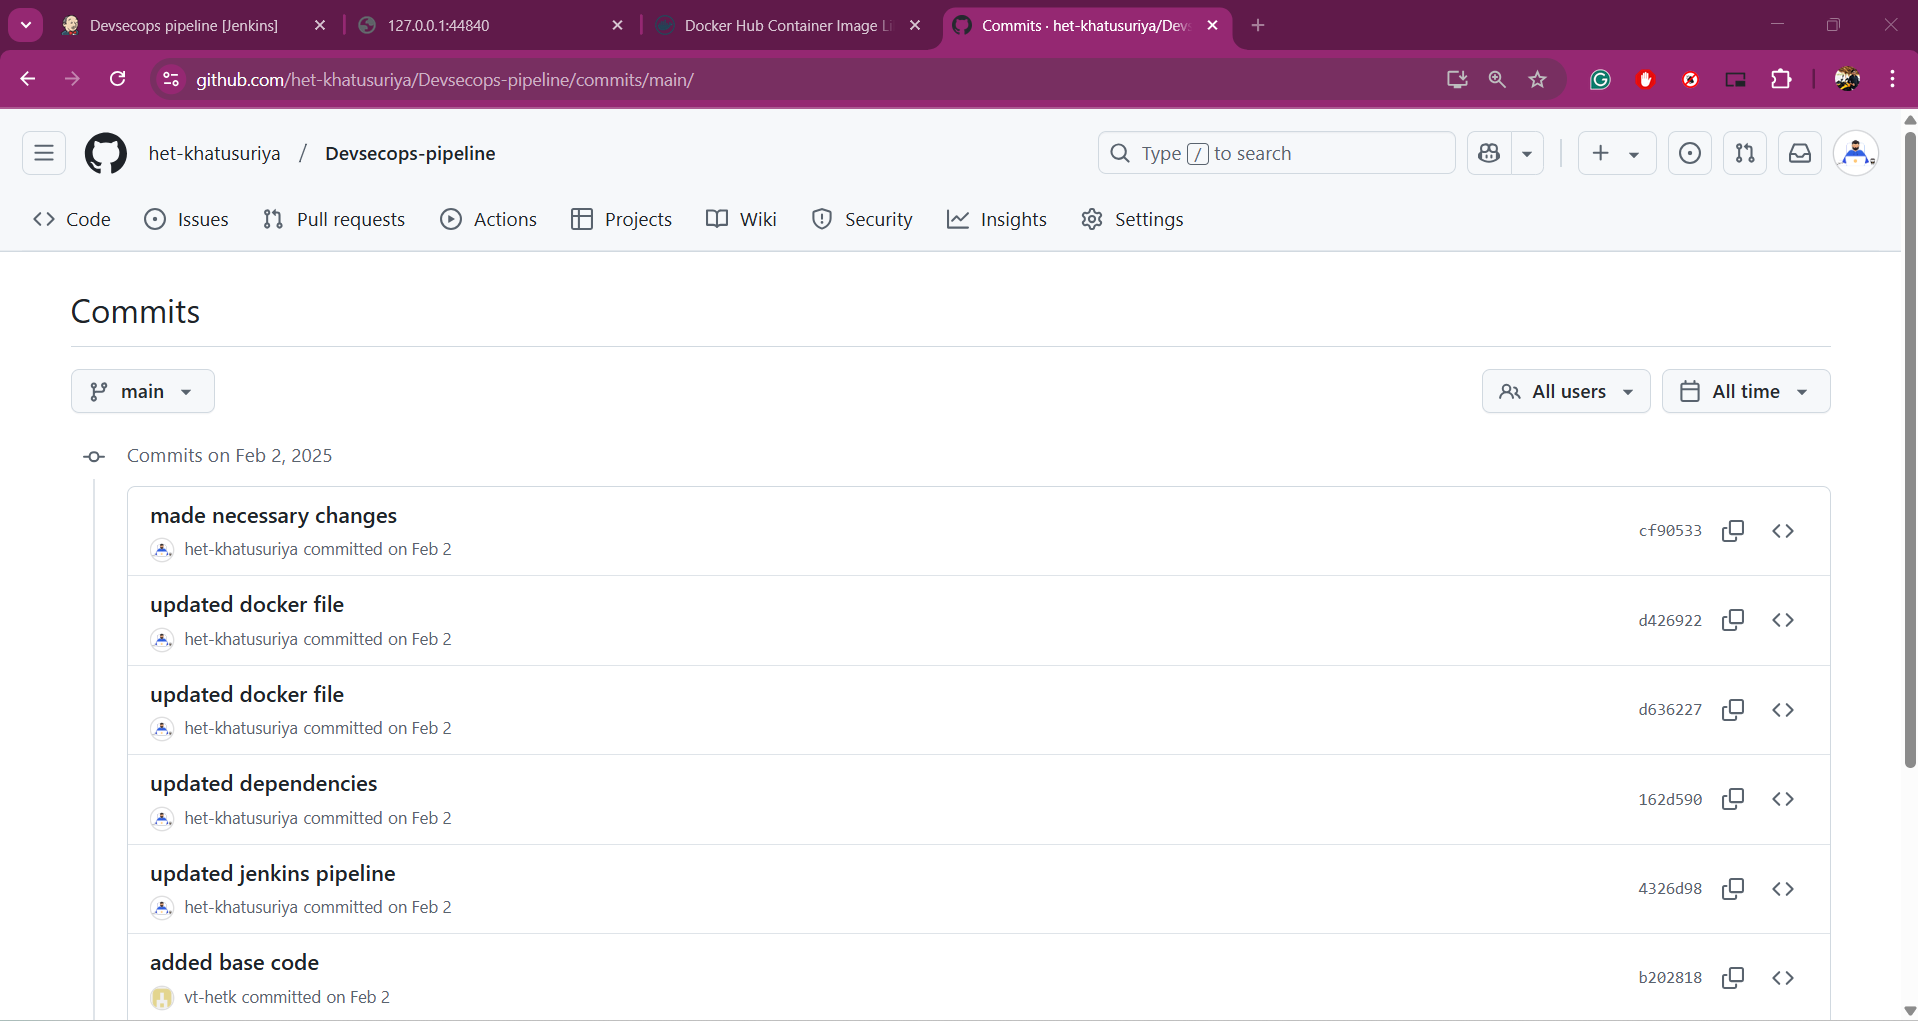 Devsecops pipeline [Jenkins]
127.0.0.1:44840
Docker Hub Container Image Li
Commits · het-khatusuriya/Dev
github.com/het-khatusuriya/Devsecops-pipeline/commits/main/
het-khatusuriya / Devsecops-pipeline
Type / to search
Code
Issues
Pull requests
Actions
Projects
Wiki
Security
Insights
Settings
Commits
main
All users
All time
Commits on Feb 2, 2025
made necessary changes
het-khatusuriya committed on Feb 2
cf90533
updated docker file
het-khatusuriya committed on Feb 2
d426922
updated docker file
het-khatusuriya committed on Feb 2
d636227
updated dependencies
het-khatusuriya committed on Feb 2
162d590
updated jenkins pipeline
het-khatusuriya committed on Feb 2
4326d98
added base code
vt-hetk committed on Feb 2
b202818